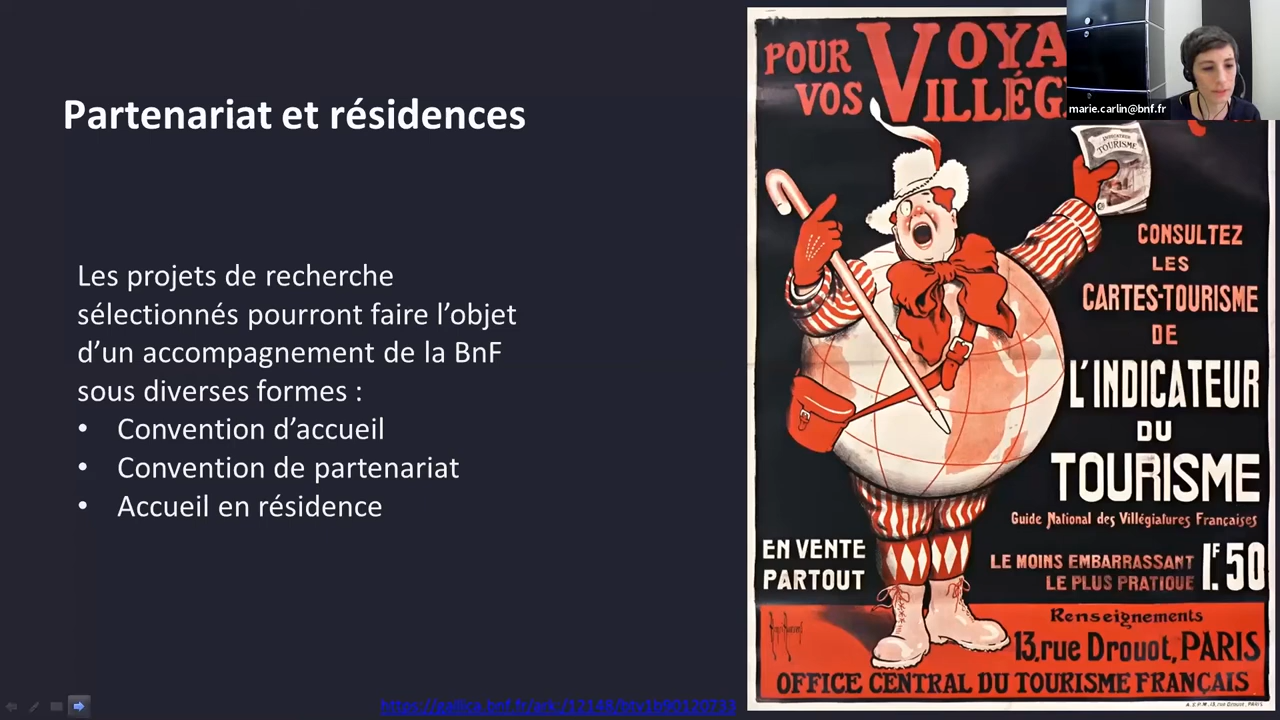 Partenariat et résidences
Les projets de recherche
sélectionnés pourront faire l’objet
d’un accompagnement de la BnF
sous diverses formes :
• Convention d’accueil
• Convention de partenariat
• Accueil en résidence
https://gallica.bnf.fr/ark:/12148/btv1b90120733
marie.carlin@bnf.fr
POUR VOYA
VOS VILLÉG
INDICATEUR
TOURISME
CONSULTEZ
LES
CARTES-TOURISME
DE
L'INDICATEUR
DU
TOURISME
Guide National des Villégiatures Françaises
EN VENTE
PARTOUT
LE MOINS EMBARRASSANT
LE PLUS PRATIQUE
1F.50
Renseignements
13, rue Drouot, PARIS
OFFICE CENTRAL DU TOURISME FRANÇAIS